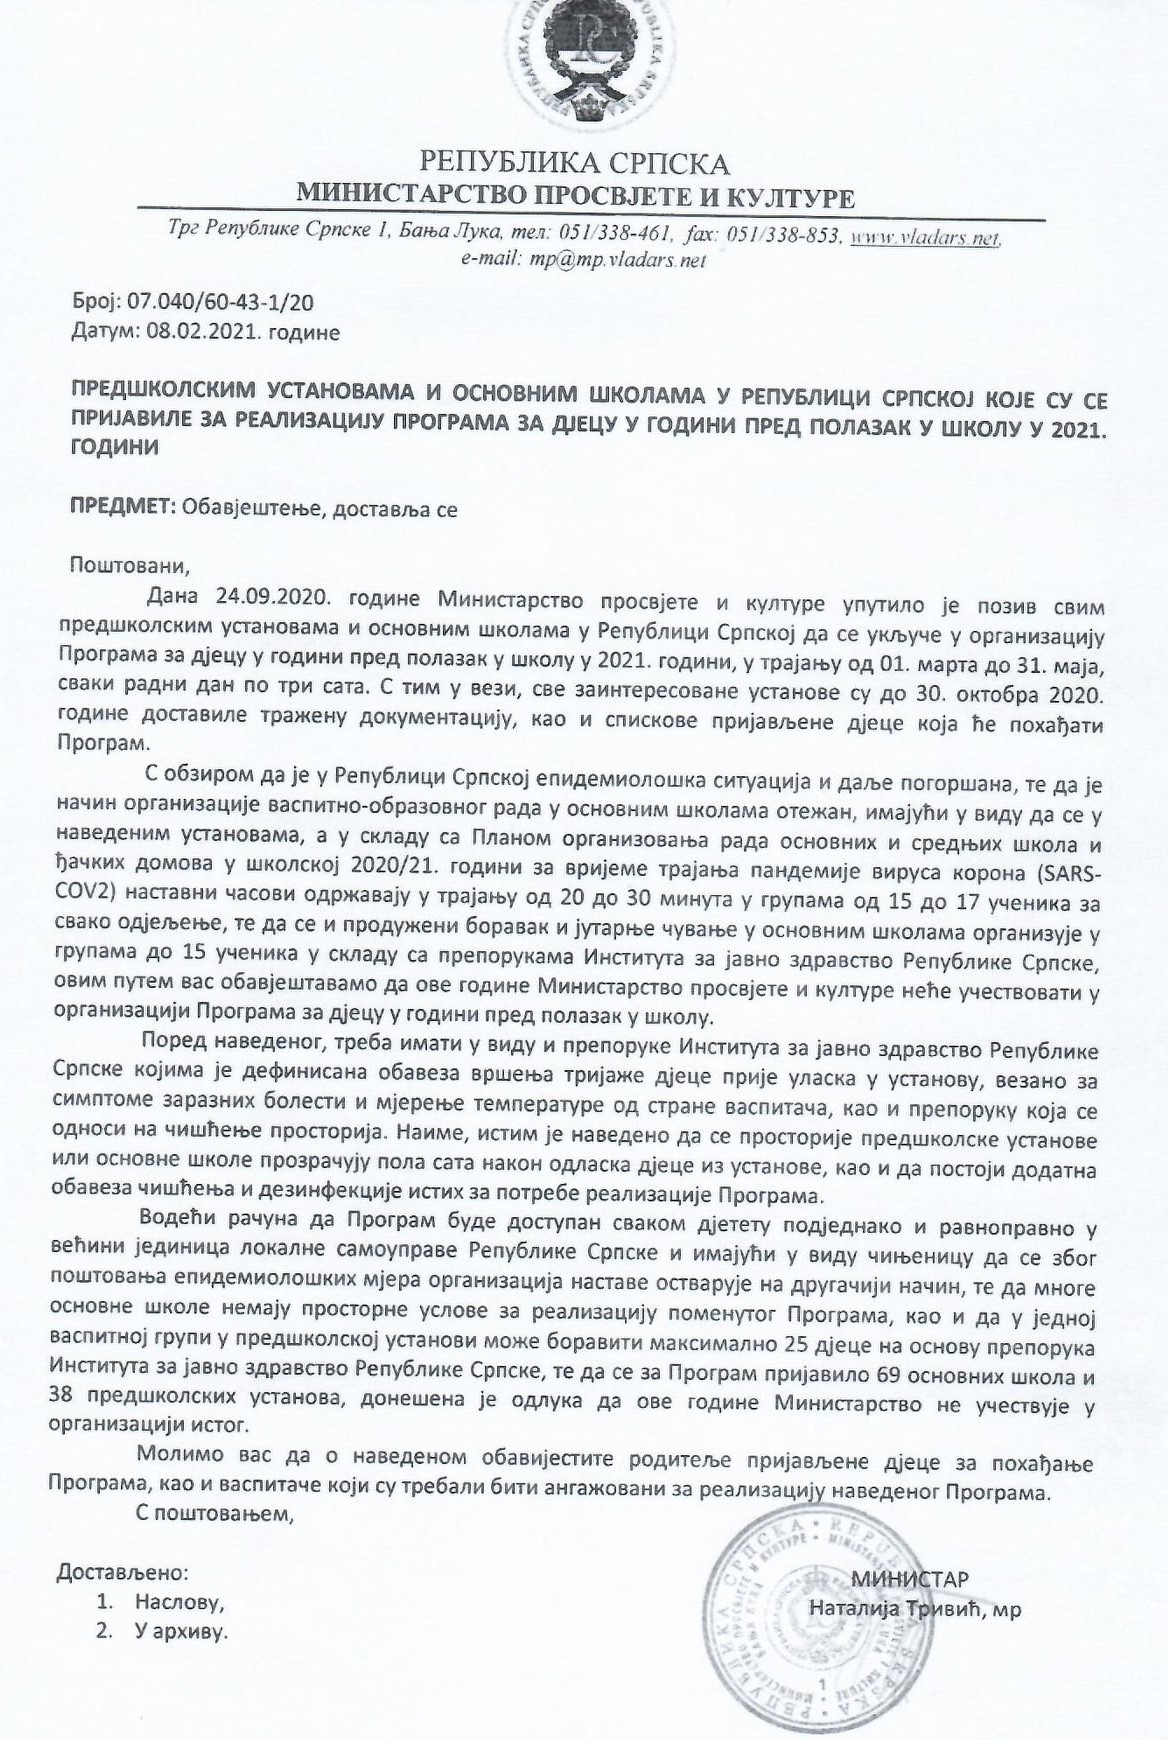 РЕПУБЛИКА СРПСКА
МИНИСТАРСТВО ПРОСВЈЕТЕ И КУЛТУРЕ
Трг Републике Српске 1, Бања Лука, тел: 051/338-461, fax: 051/338-853, www.vladars.net,
e-mail: mp@mp.vladars.net
Број: 07.040/60-43-1/20
Датум: 08.02.2021. године
ПРЕДШКОЛСКИМ УСТАНОВАМА И ОСНОВНИМ ШКОЛАМА У РЕПУБЛИЦИ СРПСКОЈ КОЈЕ СУ СЕ
ПРИЈАВИЛЕ ЗА РЕАЛИЗАЦИЈУ ПРОГРАМА ЗА ДЈЕЦУ У ГОДИНИ ПРЕД ПОЛАЗАК У ШКОЛУ У 2021.
ГОДИНИ
ПРЕДМЕТ: Обавјештење, доставља се
Поштовани,
Дана 24.09.2020. године Министарство просвјете и културе упутило је позив свим
предшколским установама и основним школама у Републици Српској да се укључе у организацију
Програма за дјецу у години пред полазак у школу у 2021. години, у трајању од 01. марта до 31. маја,
сваки радни дан по три сата. С тим у вези, све заинтересоване установе су до 30. октобра 2020.
године доставиле тражену документацију, као и спискове пријављене дјеце која ће похађати
Програм.
С обзиром да је у Републици Српској епидемиолошка ситуација и даље погоршана, те да је
начин организације васпитно-образовног рада у основним школама отежан, имајући у виду да се у
наведеним установама, а у складу са Планом организовања рада основних и средњих школа и
ђачких домова у школској 2020/21. години за вријеме трајања пандемије вируса корона (SARS-
COV2) наставни часови одржавају у трајању од 20 до 30 минута у групама од 15 до 17 ученика за
свако одјељење, те да се и продужени боравак и јутарње чување у основним школама организује у
групама до 15 ученика у складу са препорукама Института за јавно здравство Републике Српске,
овим путем вас обавјештавамо да ове године Министарство просвјете и културе неће учествовати у
организацији Програма за дјецу у години пред полазак у школу.
Поред наведеног, треба имати у виду и препоруке Института за јавно здравство Републике
Српске којима је дефинисана обавеза вршења тријаже дјеце прије уласка у установу, везано за
симптоме заразних болести и мјерење температуре од стране васпитача, као и препоруку која се
односи на чишћење просторија. Наиме, истим је наведено да се просторије предшколске установе
или основне школе прозрачују пола сата након одласка дјеце из установе, као и да постоји додатна
обавеза чишћења и дезинфекције истих за потребе реализације Програма.
Водећи рачуна да Програм буде доступан сваком дјетету подједнако и равноправно у
већини јединица локалне самоуправе Републике Српске и имајући у виду чињеницу да се због
поштовања епидемиолошких мјера организација наставе остварује на другачији начин, те да многе
основне школе немају просторне услове за реализацију поменутог Програма, као и да у једној
васпитној групи у предшколској установи може боравити максимално 25 дјеце на основу препорука
Института за јавно здравство Републике Српске, те да се за Програм пријавило 69 основних школа и
38 предшколских установа, донешена је одлука да ове године Министарство не учествује у
организацији истог.
Молимо вас да о наведеном обавијестите родитеље пријављене дјеце за похађање
Програма, као и васпитаче који су требали бити ангажовани за реализацију наведеног Програма.
С поштовањем,
Достављено:
1. Наслову,
2. У архиву.
МИНИСТАР
Наталија Тривић, мр